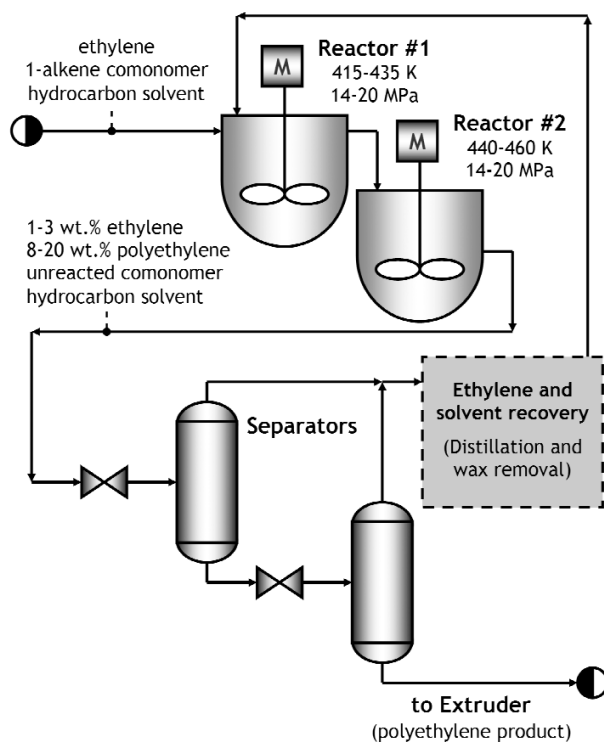 ethylene
1-alkene comonomer
hydrocarbon solvent
M
Reactor #1
415-435 K
14-20 MPa
M
Reactor #2
440-460 K
14-20 MPa
1-3 wt.% ethylene
8-20 wt.% polyethylene
unreacted comonomer
hydrocarbon solvent
Separators
Ethylene and
solvent recovery
(Distillation and
wax removal)
to Extruder
(polyethylene product)